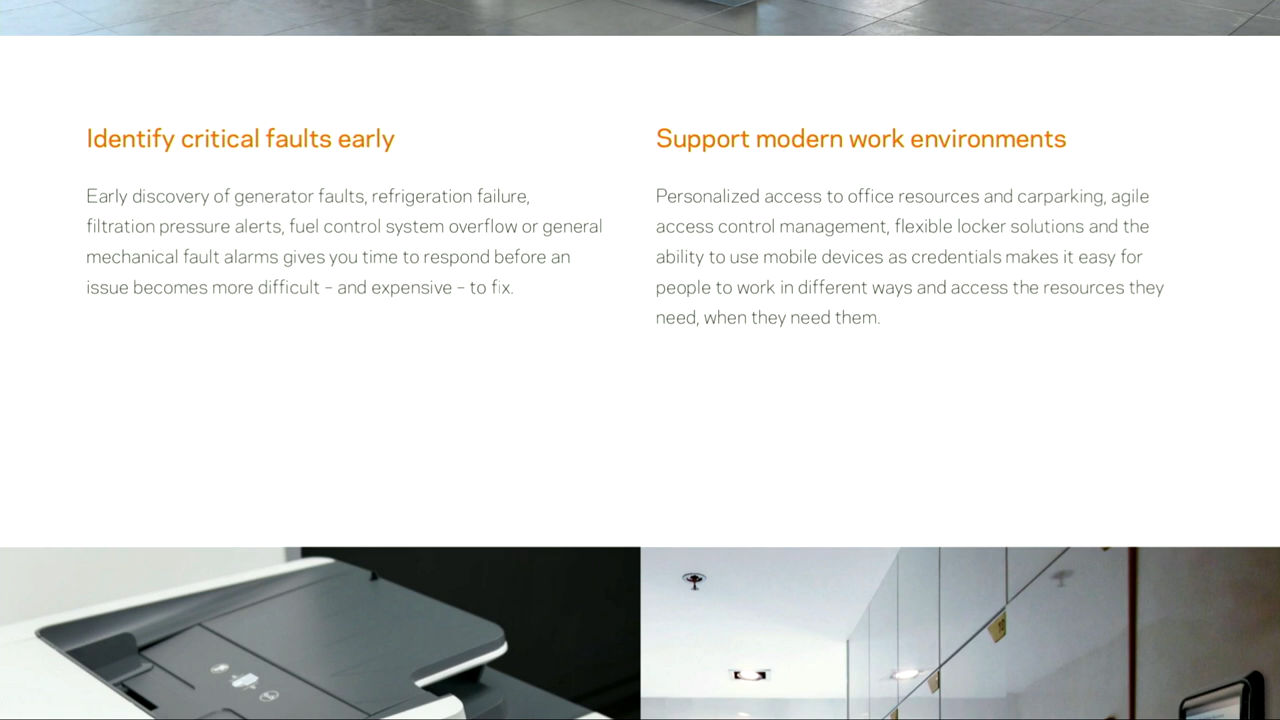 Identify critical faults early
Early discovery of generator faults, refrigeration failure,
filtration pressure alerts, fuel control system overflow or general
mechanical fault alarms gives you time to respond before an
issue becomes more difficult – and expensive – to fix.
Support modern work environments
Personalized access to office resources and carparking, agile
access control management, flexible locker solutions and the
ability to use mobile devices as credentials makes it easy for
people to work in different ways and access the resources they
need, when they need them.